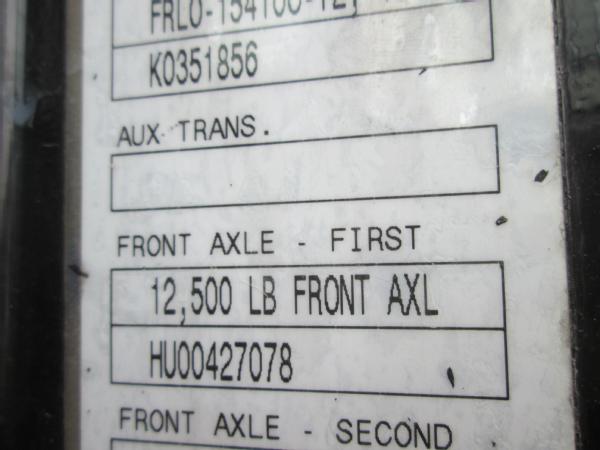 K0351856
AUX TRANS.
FRONT AXLE - FIRST
12,500 LB FRONT AXL
HU00427078
FRONT AXLE - SECOND